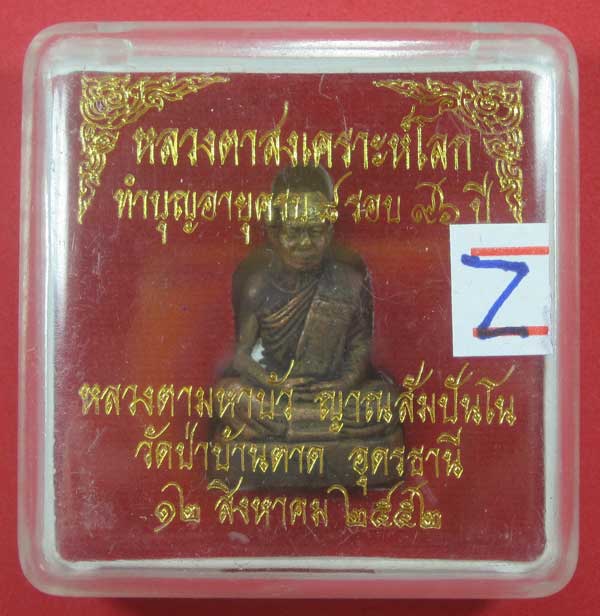 หลวงตาสงเคราะห์โลก
ทำบุญอายุครบ ๘ รอบ ๙๖ ปี
Z
หลวงตามหาบัว ญาณสัมปันโน
วัดป่าบ้านตาด อุดรธานี
๑๒ สิงหาคม ๒๕๕๒